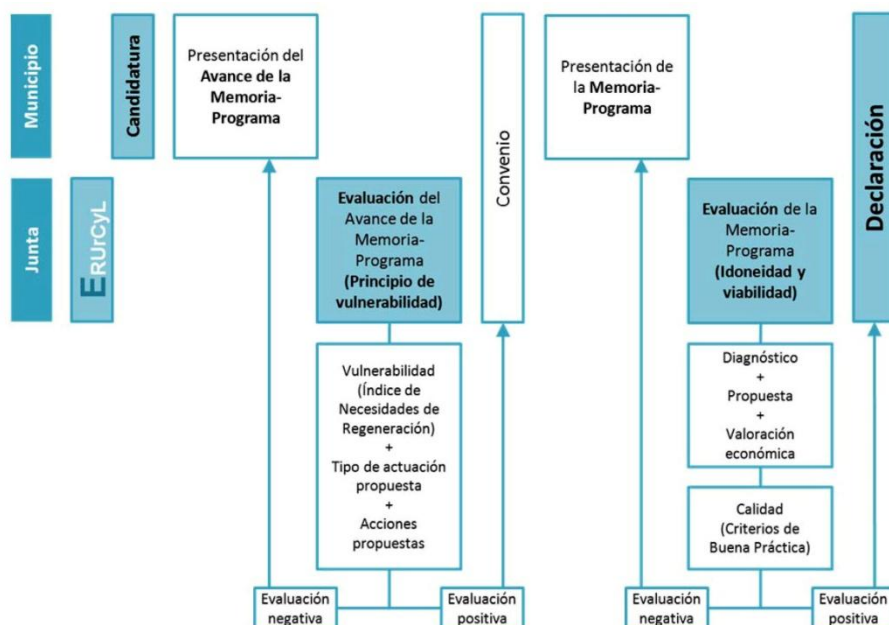 Municipio
Candidatura
Presentación del
Avance de la
Memoria-
Programa
Convenio
Presentación de
la Memoria-
Programa
Declaración
Junta
ERUrCyL
Evaluación del
Avance de la
Memoria-
Programa
(Principio de
vulnerabilidad)
Evaluación de la
Memoria-
Programa
(Idoneidad y
viabilidad)
Vulnerabilidad
(Índice de
Necesidades de
Regeneración)
+
Tipo de actuación
propuesta
+
Acciones
propuestas
Diagnóstico
+
Propuesta
+
Valoración
económica
Calidad
(Criterios de
Buena Práctica)
Evaluación
negativa
Evaluación
positiva
Evaluación
negativa
Evaluación
positiva